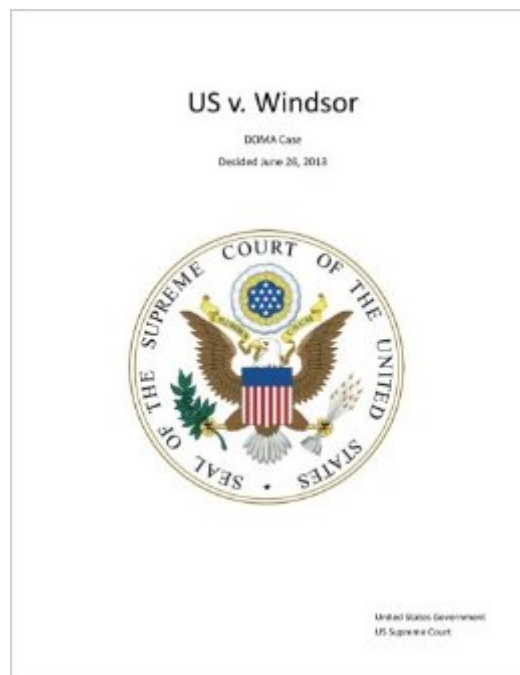 US v. Windsor
DOMA Case
Decided June 26, 2013
SEAL OF THE SUPREME COURT OF THE UNITED STATES
United States Government
US Supreme Court